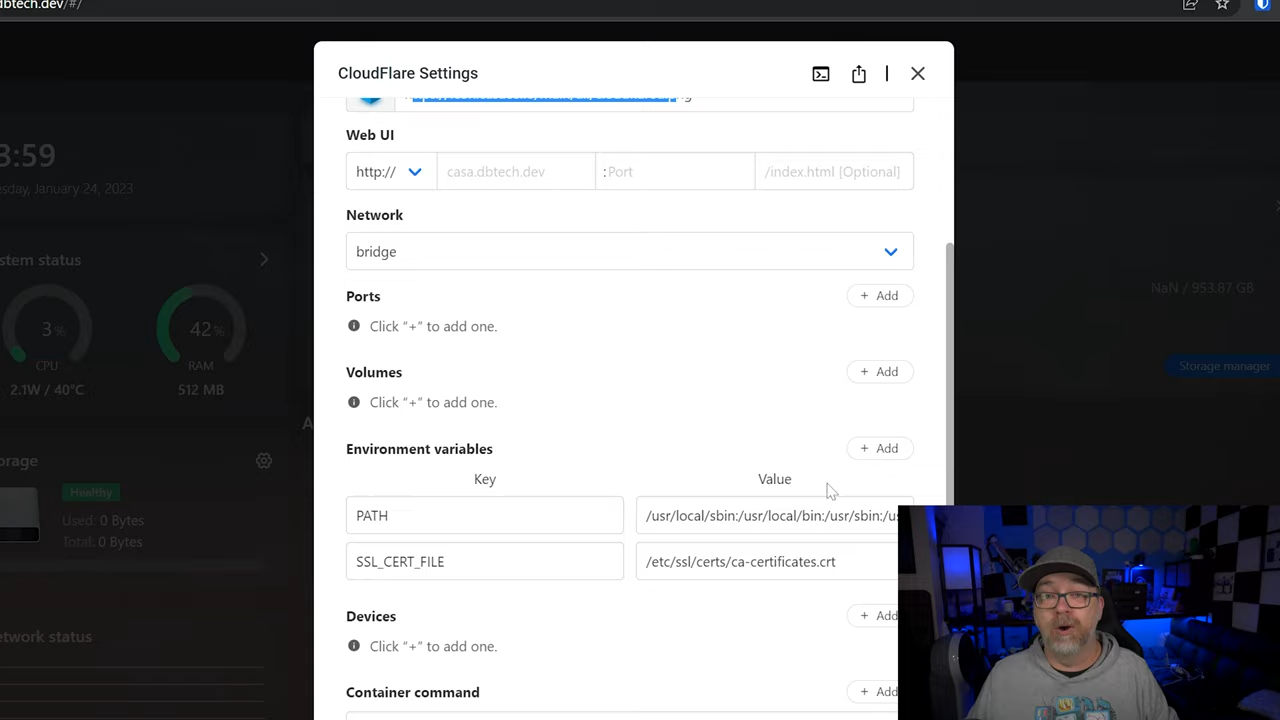 dbtech.dev/#/
CloudFlare Settings
Web UI
http://
casa.dbtech.dev
:Port
/index.html [Optional]
Network
bridge
Ports
+ Add
Click "+" to add one.
Volumes
+ Add
Click "+" to add one.
Environment variables
+ Add
Key
Value
PATH
/usr/local/sbin:/usr/local/bin:/usr/sbin:/us
SSL_CERT_FILE
/etc/ssl/certs/ca-certificates.crt
Devices
+ Add
Click "+" to add one.
Container command
+ Add
3:59
sday, January 24, 2023
stem status
3%
CPU
2.1W / 40°C
42%
RAM
512 MB
orage
Healthy
Used: 0 Bytes
Total: 0 Bytes
etwork status
A
NaN / 953.87 GB
Storage manager